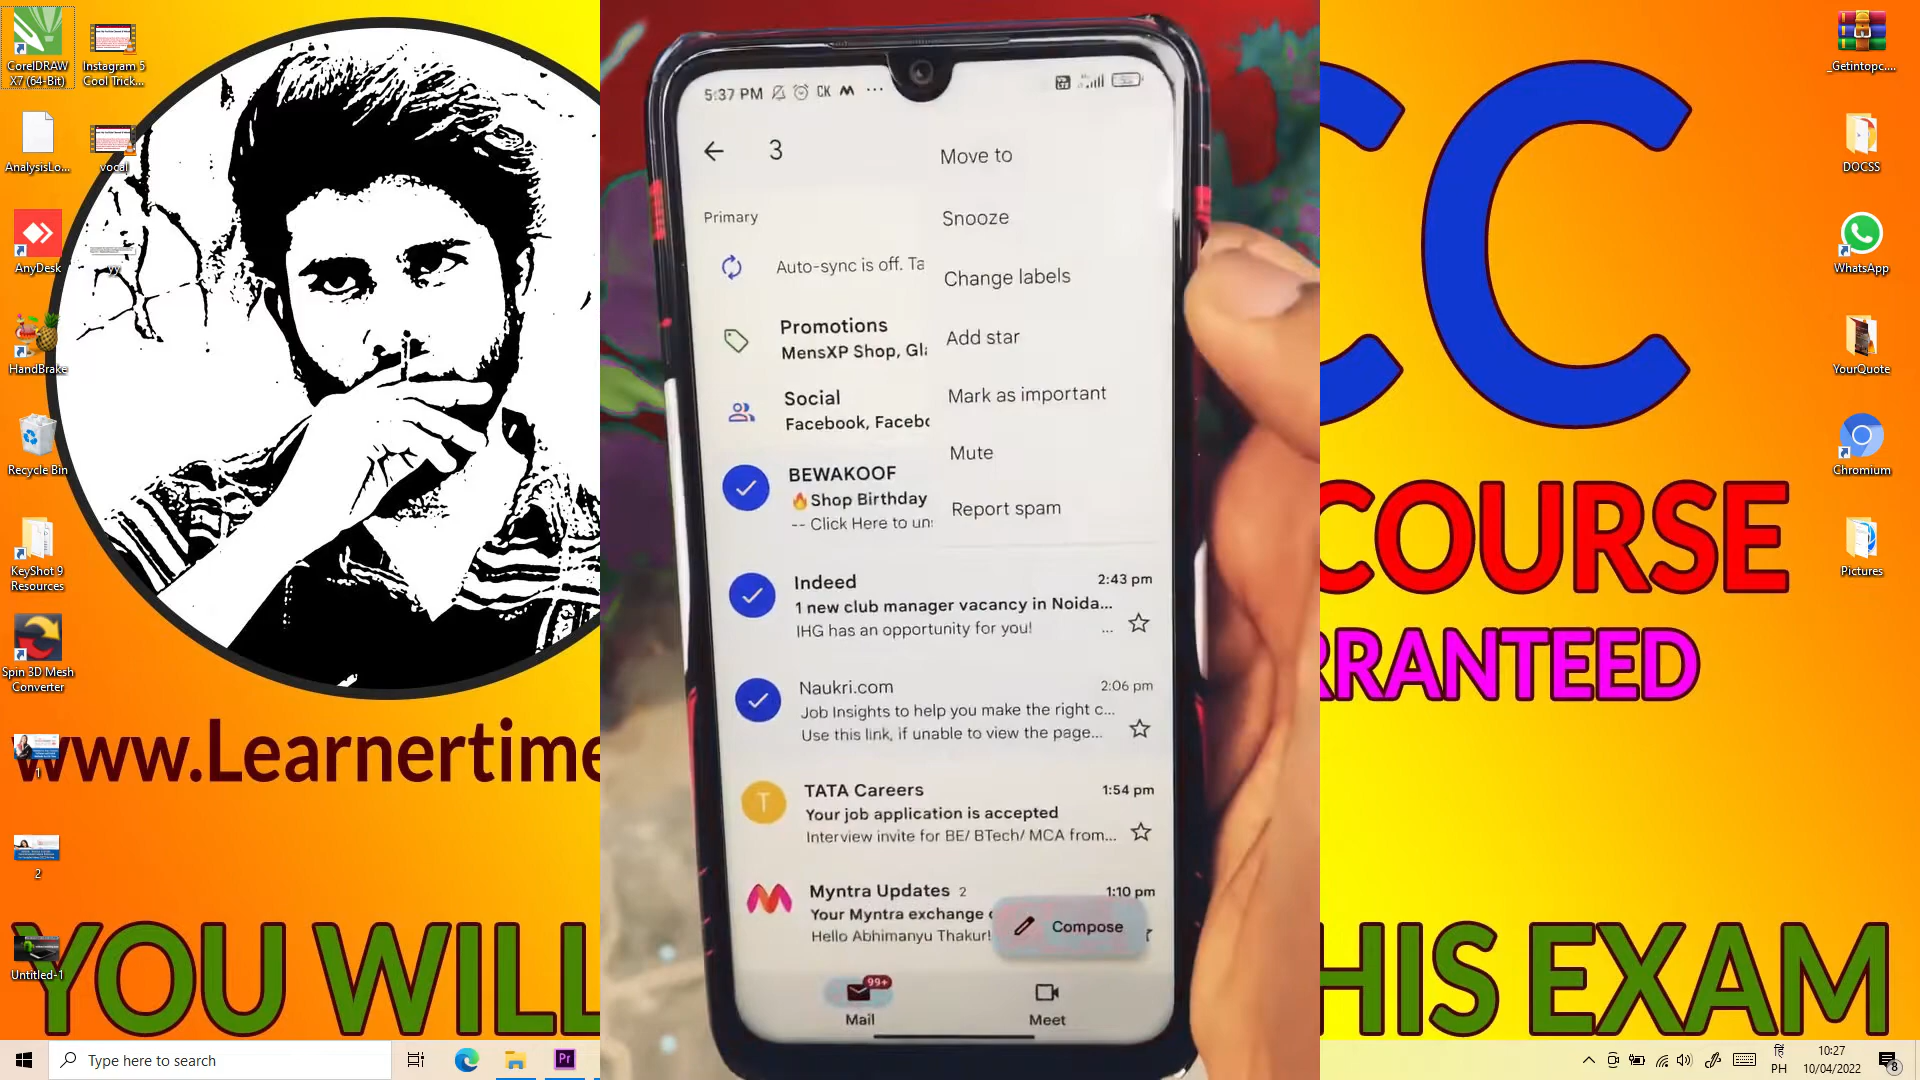 CorelDRAW
X7 (64-Bit)
Instagram 5
Cool Trick...
AnalysisLo...
vocal
AnyDesk
yy
HandBrake
Recycle Bin
KeyShot 9
Resources
Spin 3D Mesh
Converter
1
2
Untitled-1
www.Learnertime
YOU WILL
5:37 PM CK ...
3
Move to
Primary
Snooze
Auto-sync is off. Ta
Change labels
Promotions
MensXP Shop, Gl
Add star
Social
Facebook, Faceb
Mark as important
Mute
BEWAKOOF
🔥Shop Birthday
-- Click Here to un
Report spam
Indeed 2:43 pm
1 new club manager vacancy in Noida...
IHG has an opportunity for you! ...
Naukri.com 2:06 pm
Job Insights to help you make the right c...
Use this link, if unable to view the page...
T
TATA Careers 1:54 pm
Your job application is accepted
Interview invite for BE/ BTech/ MCA from...
Myntra Updates 2 1:10 pm
Your Myntra exchange
Hello Abhimanyu Thakur!
Compose
99+
Mail
Meet
CC
COURSE
RRANTEED
HIS EXAM
_Getintopc....
DOCSS
WhatsApp
YourQuote
Chromium
Pictures
Type here to search
Pr
हिं
PH
10:27
10/04/2022
8